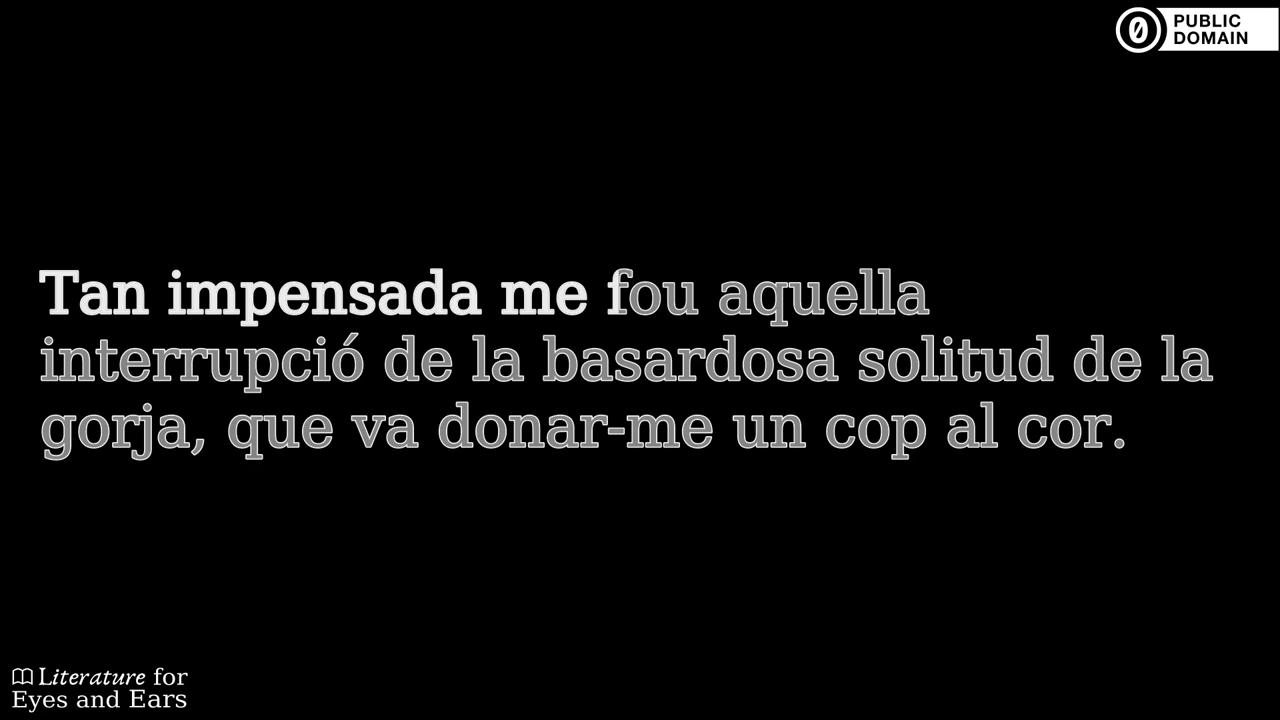 PUBLIC
DOMAIN
Tan impensada me fou aquella
interrupció de la basardosa solitud de la
gorja, que va donar-me un cop al cor.
Literature for
Eyes and Ears